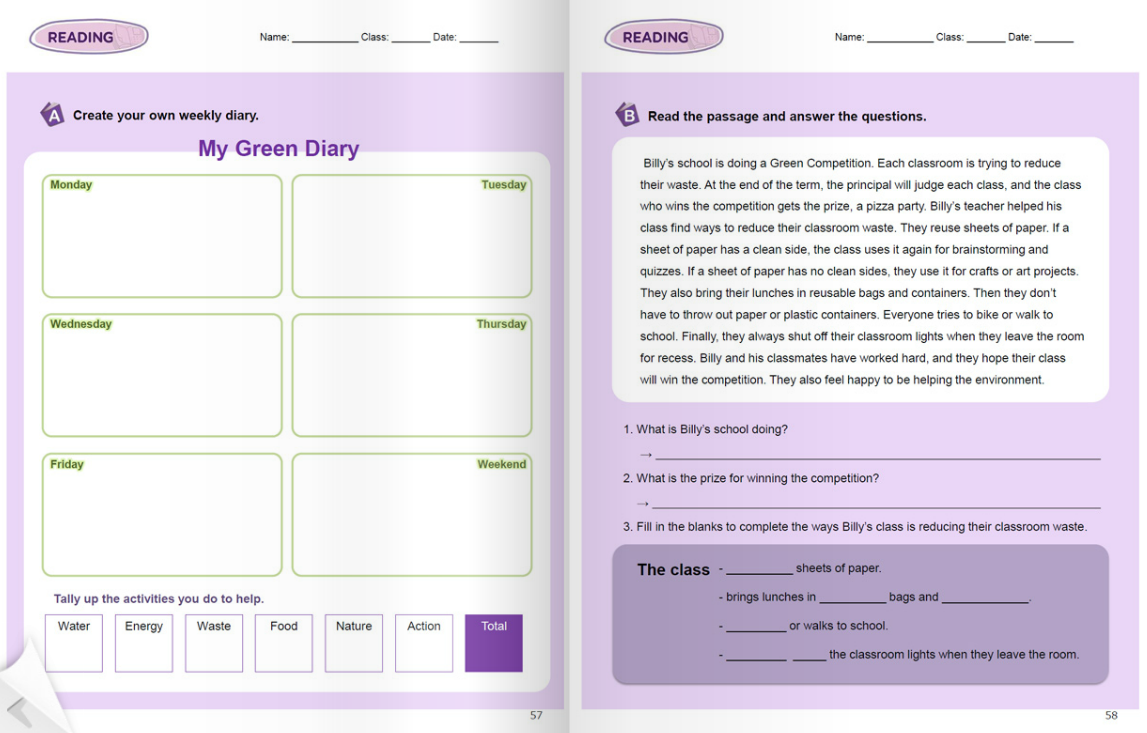 READING
Name: ____________ Class: _______ Date: _______
A Create your own weekly diary.
My Green Diary
Monday
Tuesday
Wednesday
Thursday
Friday
Weekend
Tally up the activities you do to help.
Water Energy Waste Food Nature Action Total
57
READING
Name: ____________ Class: _______ Date: _______
B Read the passage and answer the questions.
Billy’s school is doing a Green Competition. Each classroom is trying to reduce
their waste. At the end of the term, the principal will judge each class, and the class
who wins the competition gets the prize, a pizza party. Billy’s teacher helped his
class find ways to reduce their classroom waste. They reuse sheets of paper. If a
sheet of paper has a clean side, the class uses it again for brainstorming and
quizzes. If a sheet of paper has no clean sides, they use it for crafts or art projects.
They also bring their lunches in reusable bags and containers. Then they don’t
have to throw out paper or plastic containers. Everyone tries to bike or walk to
school. Finally, they always shut off their classroom lights when they leave the room
for recess. Billy and his classmates have worked hard, and they hope their class
will win the competition. They also feel happy to be helping the environment.
1. What is Billy’s school doing?
→ ____________
2. What is the prize for winning the competition?
→ ____________
3. Fill in the blanks to complete the ways Billy’s class is reducing their classroom waste.
The class - __________ sheets of paper.
- brings lunches in __________ bags and _____________.
- _________ or walks to school.
- _________ _____ the classroom lights when they leave the room.
58